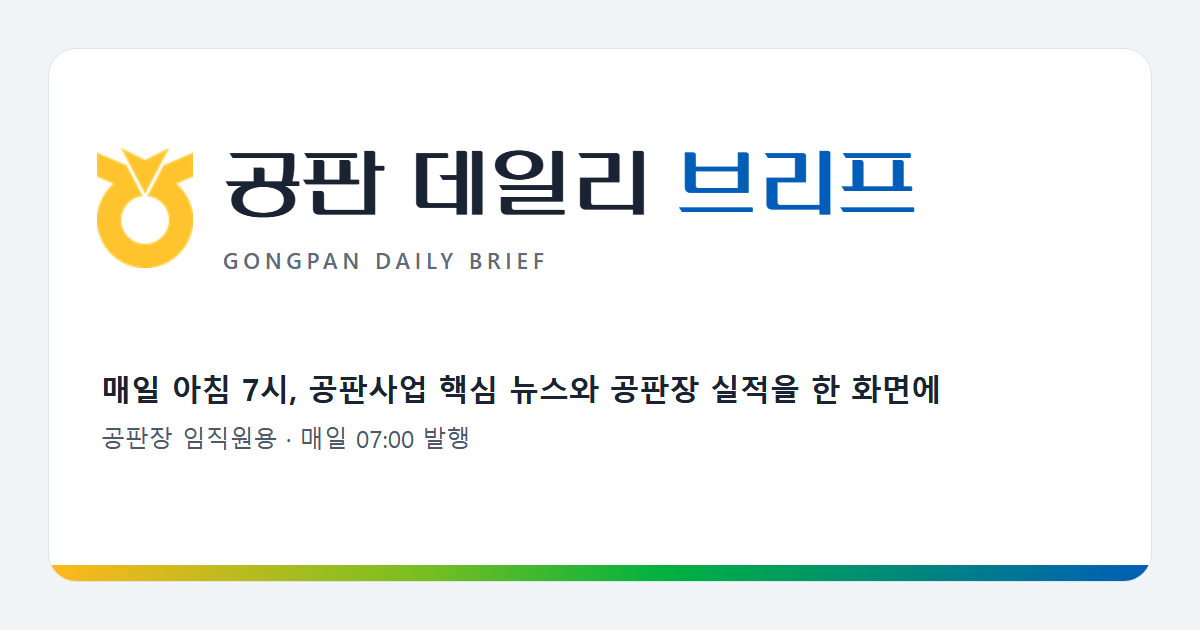 공판 데일리 브리프
GONGPAN DAILY BRIEF
매일 아침 7시, 공판사업 핵심 뉴스와 공판장 실적을 한 화면에
공판장 임직원용 · 매일 07:00 발행